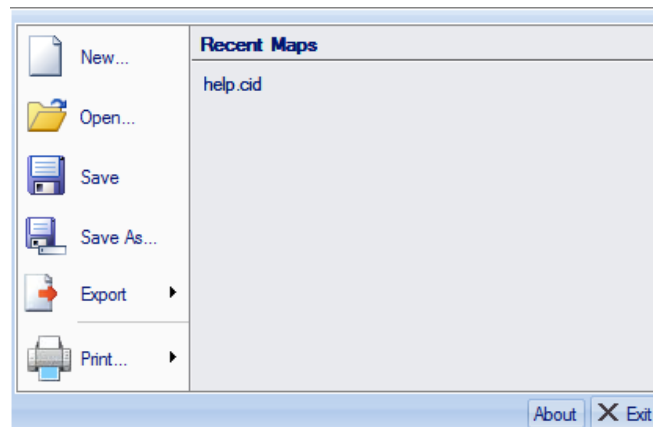 New...
Open...
Save
Save As...
Export
Print...
Recent Maps
help.cid
About
Exit